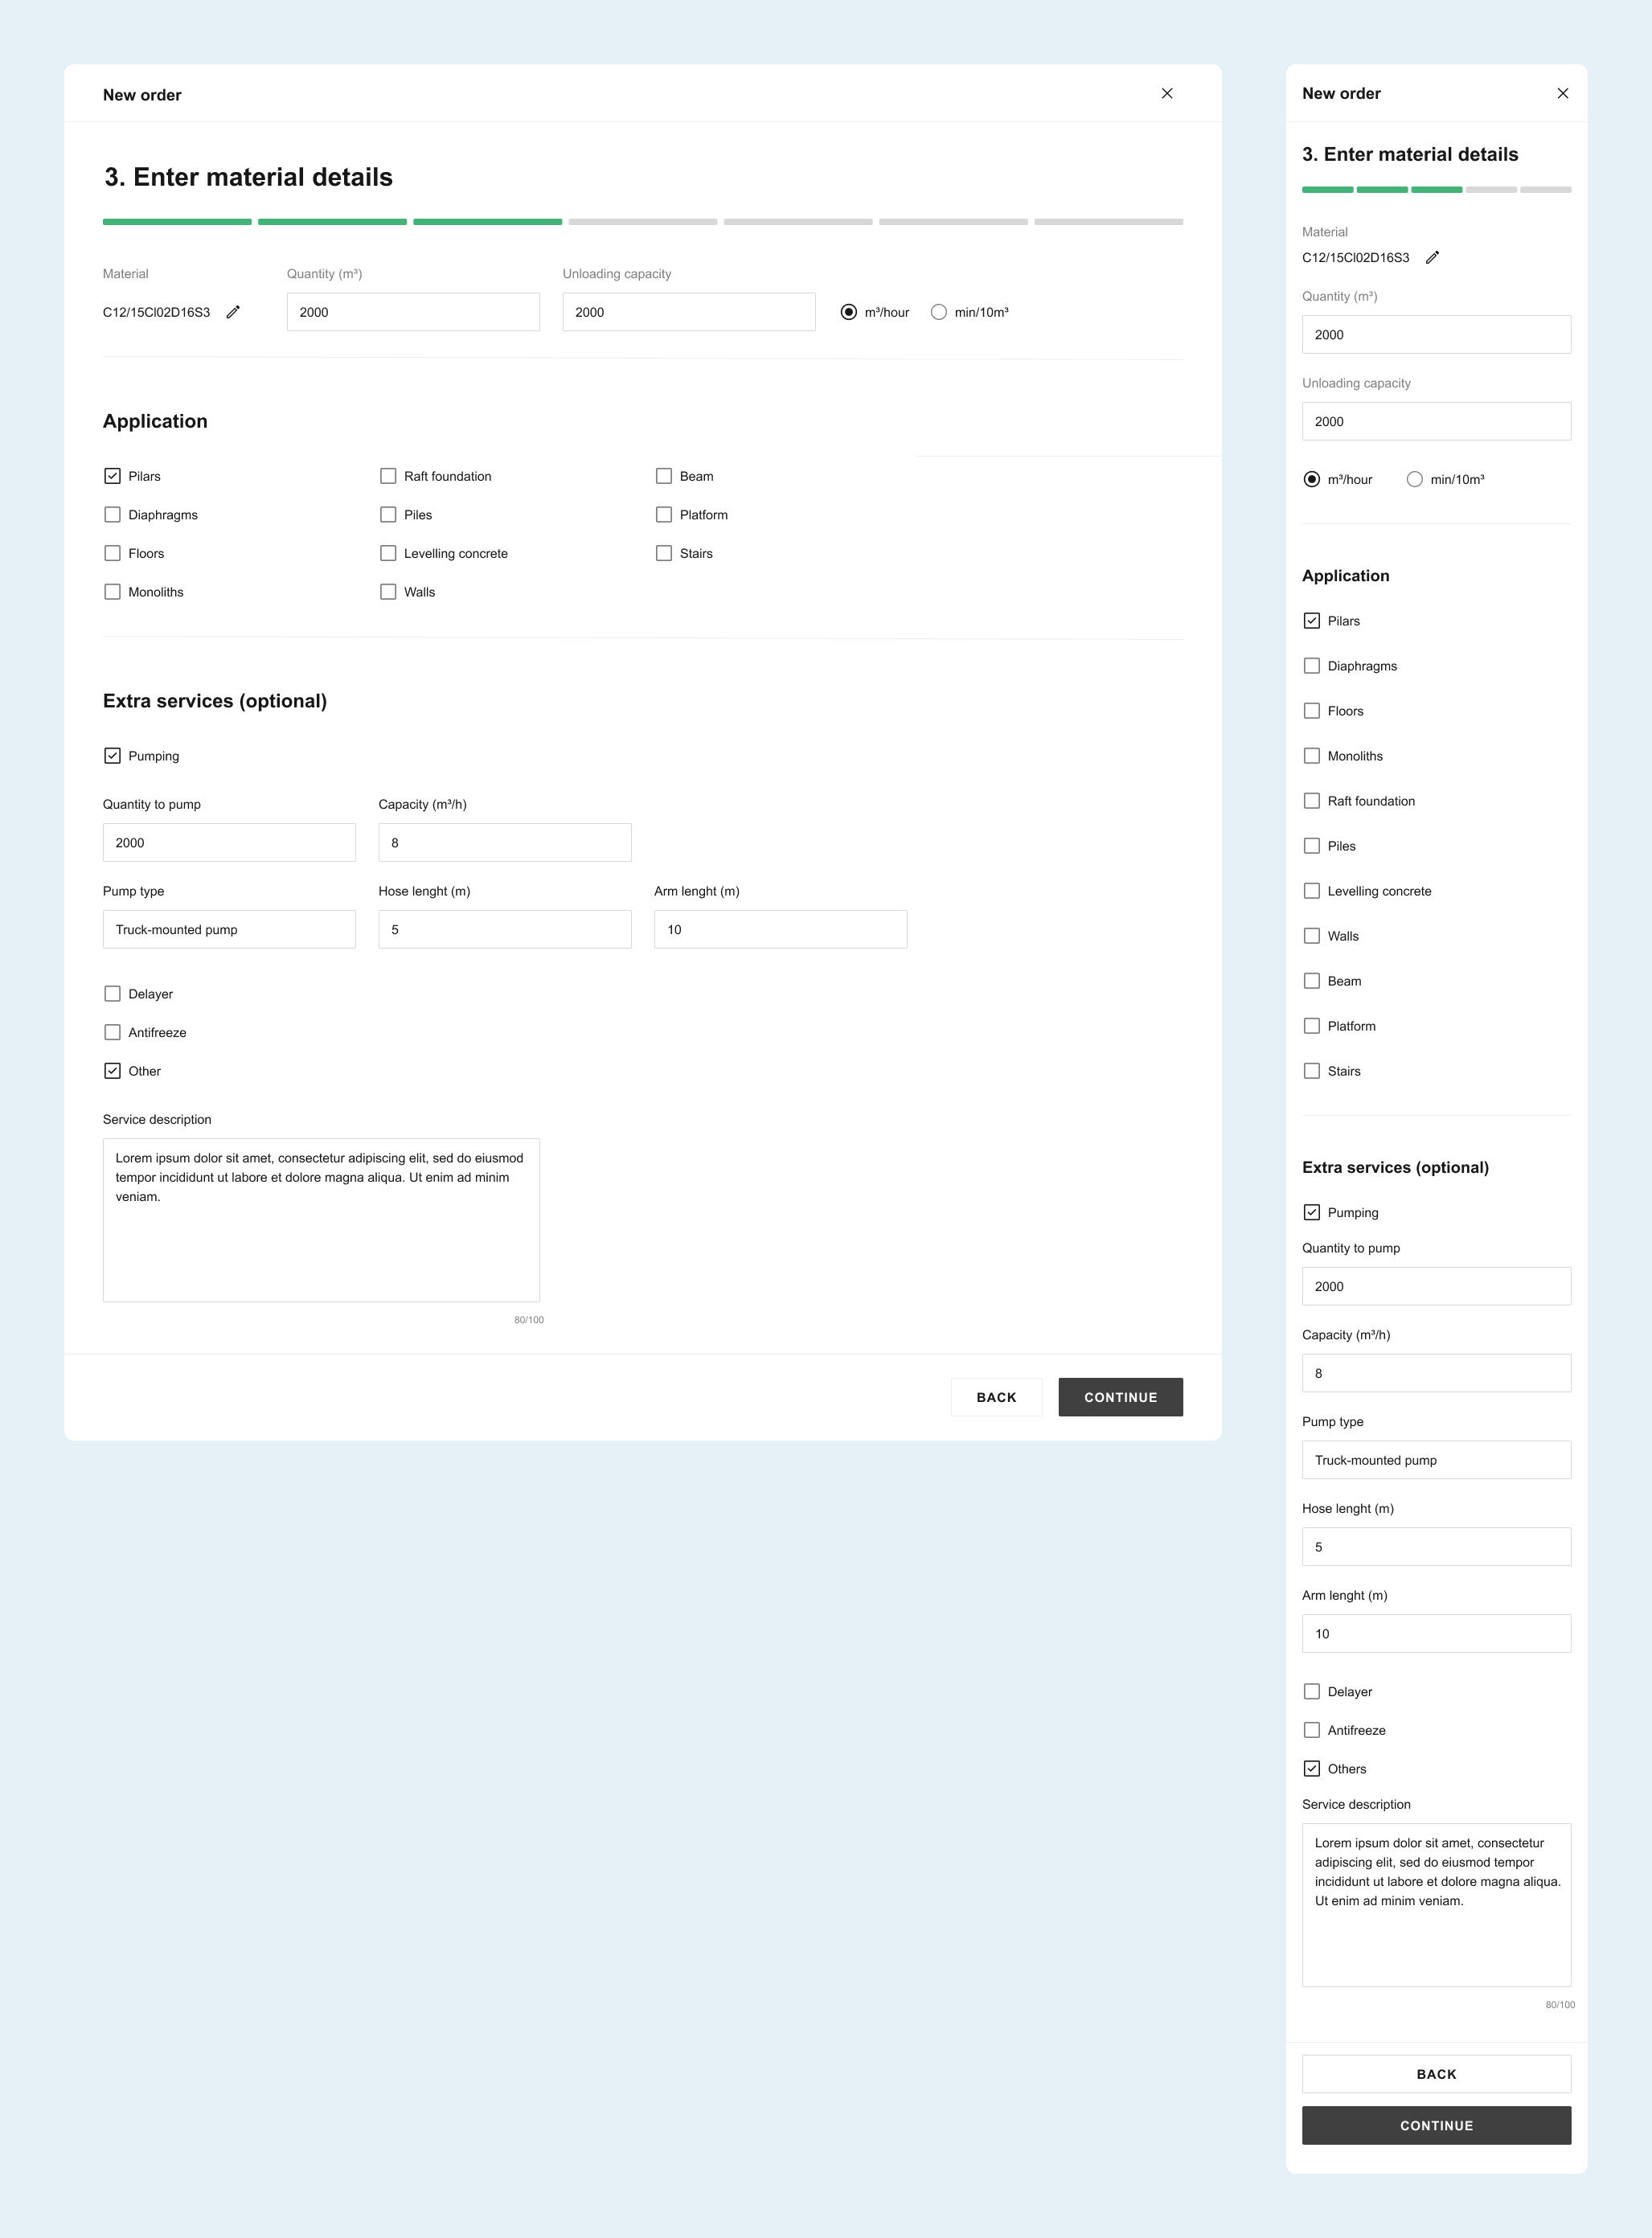 New order
3. Enter material details
Material
Quantity (m³)
Unloading capacity
C12/15Cl02D16S3
2000
2000
m³/hour
min/10m³
Application
Pilars
Raft foundation
Beam
Diaphragms
Piles
Platform
Floors
Levelling concrete
Stairs
Monoliths
Walls
Extra services (optional)
Pumping
Quantity to pump
Capacity (m³/h)
2000
8
Pump type
Hose lenght (m)
Arm lenght (m)
Truck-mounted pump
5
10
Delayer
Antifreeze
Other
Service description
Lorem ipsum dolor sit amet, consectetur adipiscing elit, sed do eiusmod
tempor incididunt ut labore et dolore magna aliqua. Ut enim ad minim
veniam.
80/100
BACK
CONTINUE
New order
3. Enter material details
Material
C12/15Cl02D16S3
Quantity (m³)
2000
Unloading capacity
2000
m³/hour
min/10m³
Application
Pilars
Diaphragms
Floors
Monoliths
Raft foundation
Piles
Levelling concrete
Walls
Beam
Platform
Stairs
Extra services (optional)
Pumping
Quantity to pump
2000
Capacity (m³/h)
8
Pump type
Truck-mounted pump
Hose lenght (m)
5
Arm lenght (m)
10
Delayer
Antifreeze
Others
Service description
Lorem ipsum dolor sit amet, consectetur
adipiscing elit, sed do eiusmod tempor
incididunt ut labore et dolore magna aliqua.
Ut enim ad minim veniam.
80/100
BACK
CONTINUE